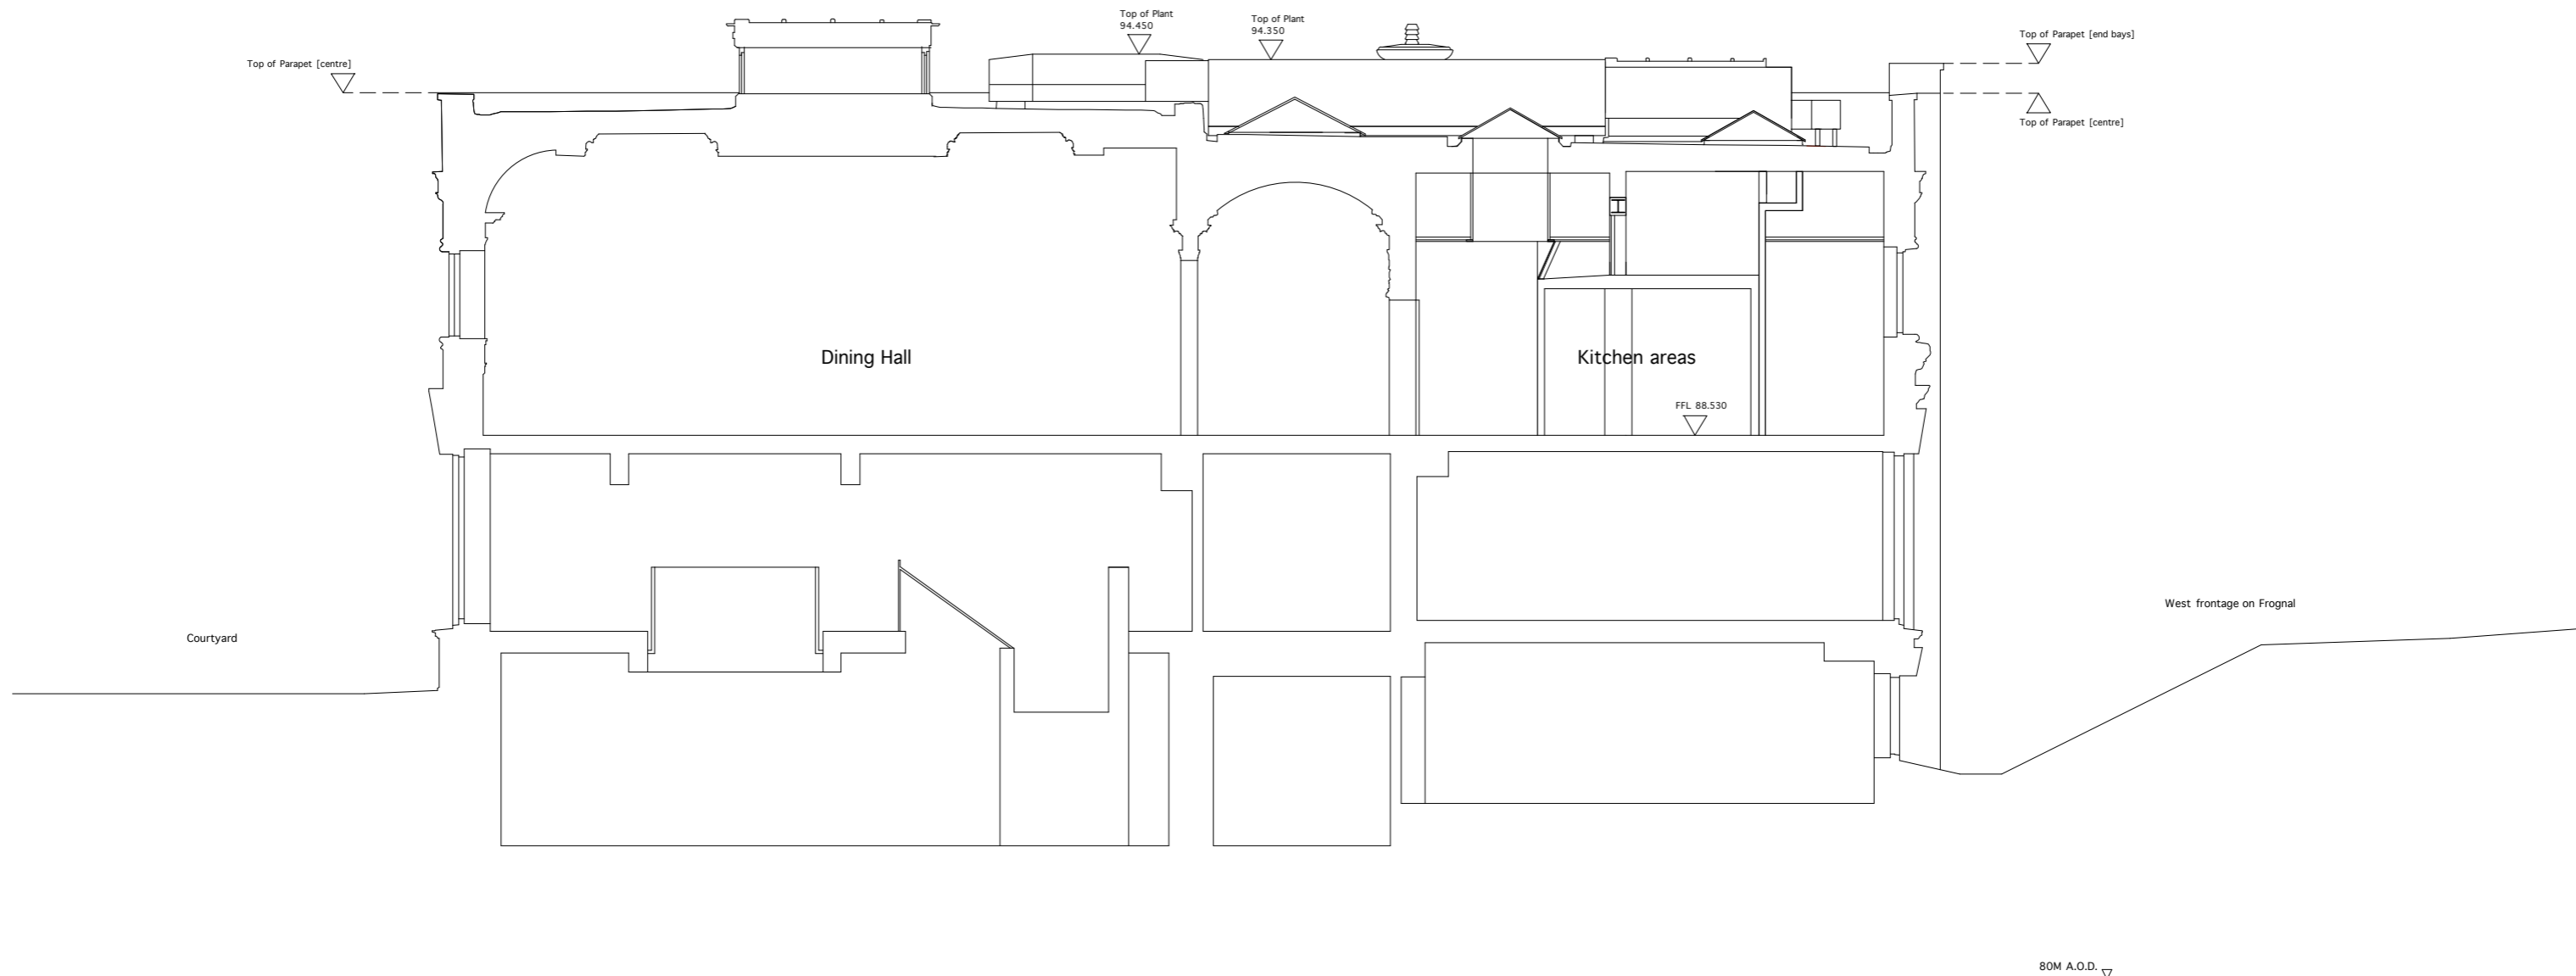 Top of Plant
94.450
Top of Plant
94.350
Top of Parapet [end bays]
Top of Parapet [centre]
Top of Parapet [centre]
Dining Hall
Kitchen areas
FFL 88.530
West frontage on Frognal
Courtyard
80M A.O.D.